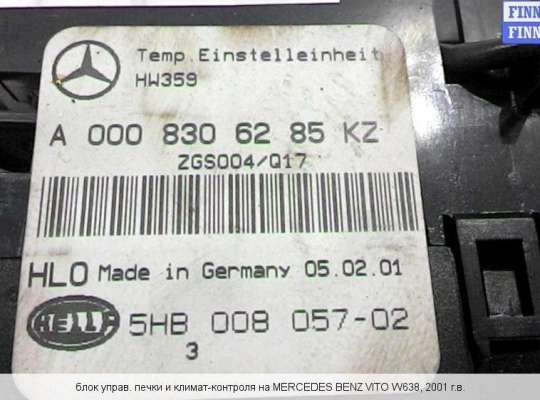 FINN
FINN
Temp.Einstelleinheit
HW359
A 000 830 62 85 KZ
ZGS004/Q17
HLO Made in Germany 05.02.01
HELLA 5HB 008 057-02
3
блок управ. печки и климат-контроля на MERCEDES BENZ VITO W638, 2001 г.в.